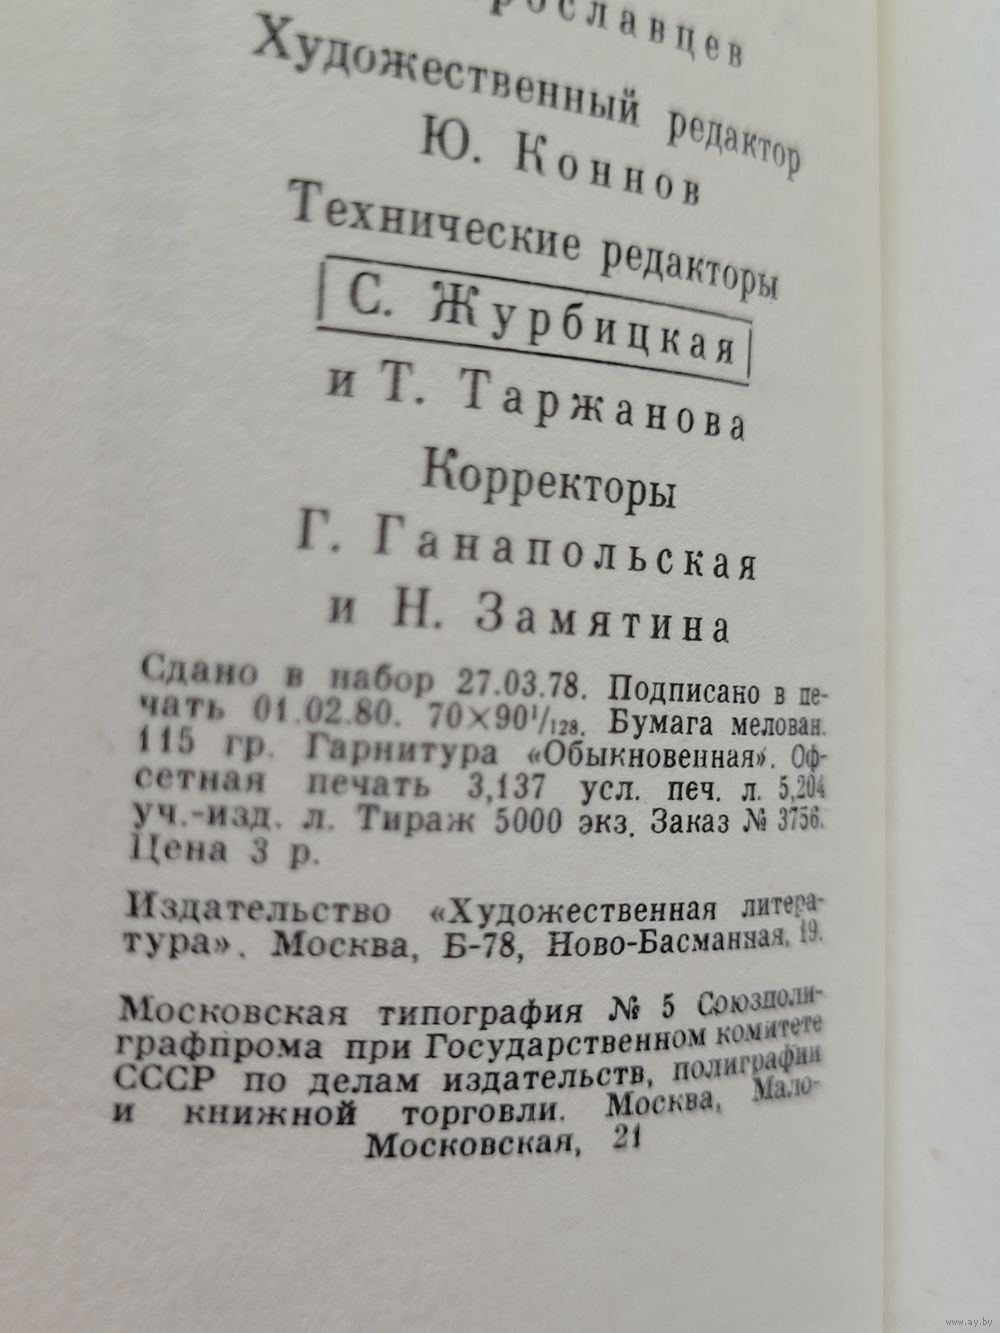 Художественный редактор
Ю. Коннов
Технические редакторы
С. Журбицкая
и Т. Таржанова
Корректоры
Г. Ганапольская
и Н. Замятина
Сдано в набор 27.03.78. Подписано в пе-
чать 01.02.80. 70×90¹/₁₂₈. Бумага мелован.
115 гр. Гарнитура «Обыкновенная». Оф-
сетная печать 3,137 усл. печ. л. 5,204
уч.-изд. л. Тираж 5000 экз. Заказ № 3756.
Цена 3 р.
Издательство «Художественная литера-
тура». Москва, Б-78, Ново-Басманная, 19.
Московская типография № 5 Союзполи-
графпрома при Государственном комитете
СССР по делам издательств, полиграфии
и книжной торговли. Москва, Мало-
Московская, 21
www.ay.by